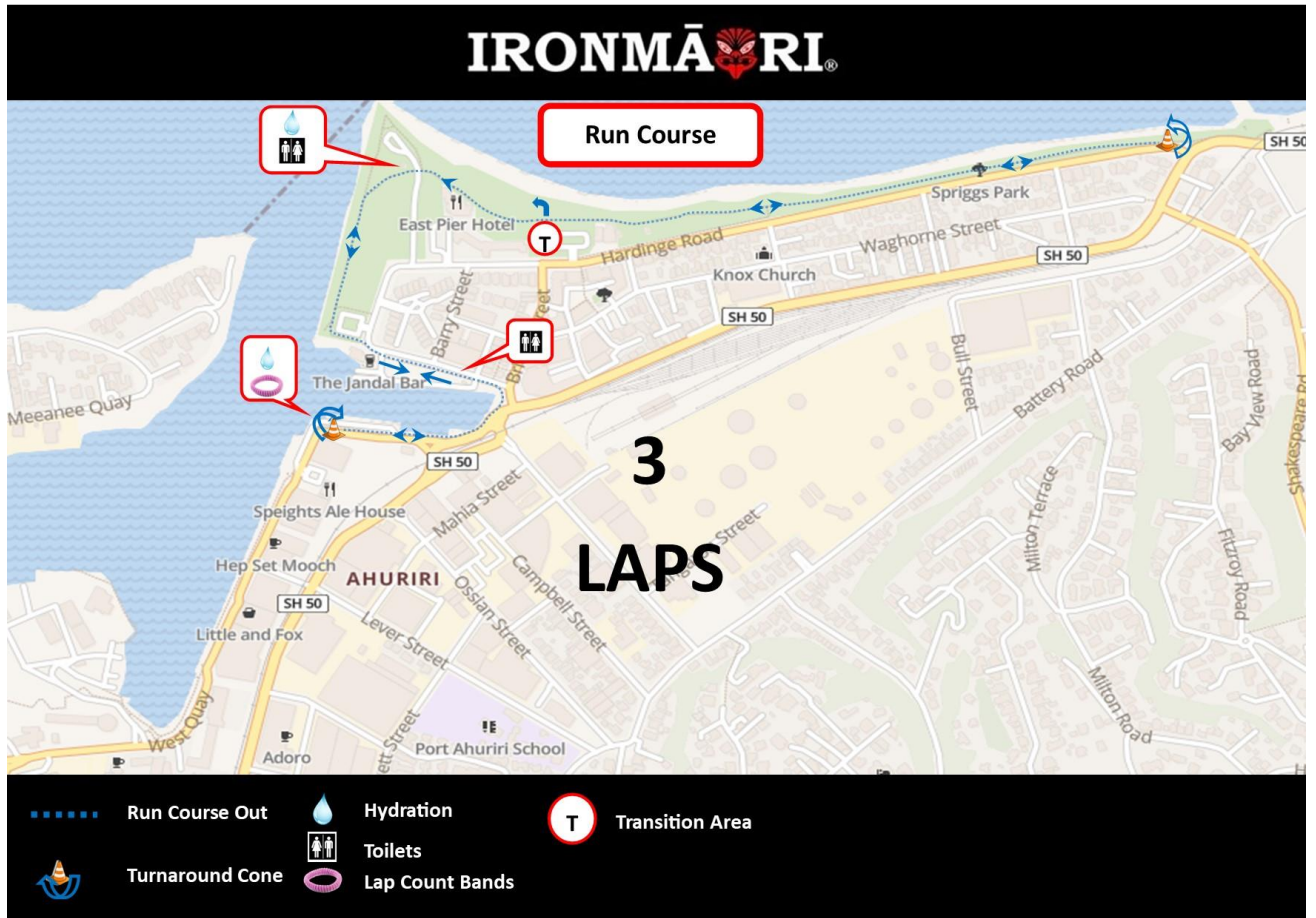 IRONMĀORI®
Run Course
SH 50
Spriggs Park
East Pier Hotel
T
Hardinge Road
Waghorne Street
SH 50
Knox Church
Barry Street
SH 50
The Jandal Bar
Bull Street
Battery Road
Bay View Road
Shakespeare Rd
Meeanee Quay
3
LAPS
SH 50
Mahia Street
Speights Ale House
Milton Terrace
Hep Set Mooch
AHURIRI
Ossian Street
Campbell Street
Fitzroy Road
SH 50
Little and Fox
Lever Street
Milton Road
West Quay
Port Ahuriri School
Adoro
Run Course Out
Hydration
T
Transition Area
Toilets
Turnaround Cone
Lap Count Bands